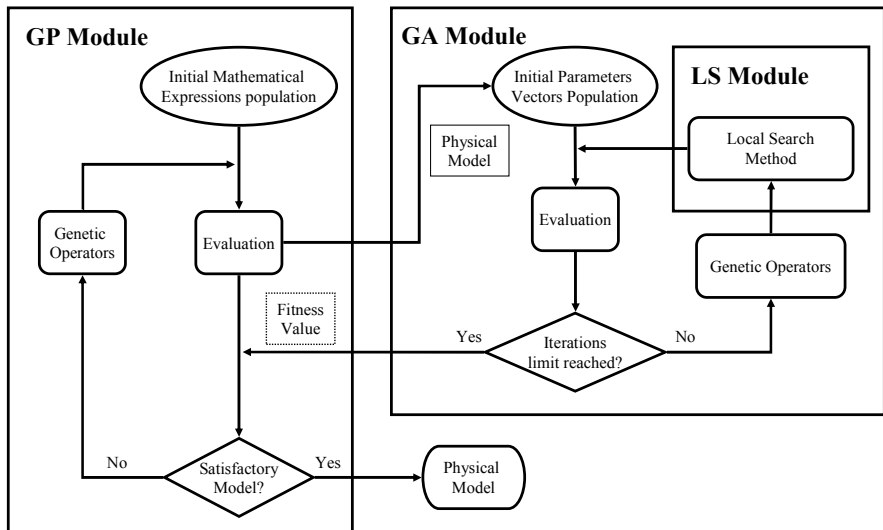 GP Module
Initial Mathematical
Expressions population
Genetic
Operators
Evaluation
Fitness
Value
No
Satisfactory
Model?
Yes
Physical
Model
GA Module
Initial Parameters
Vectors Population
Physical
Model
Evaluation
Yes
Iterations
limit reached?
No
LS Module
Local Search
Method
Genetic Operators